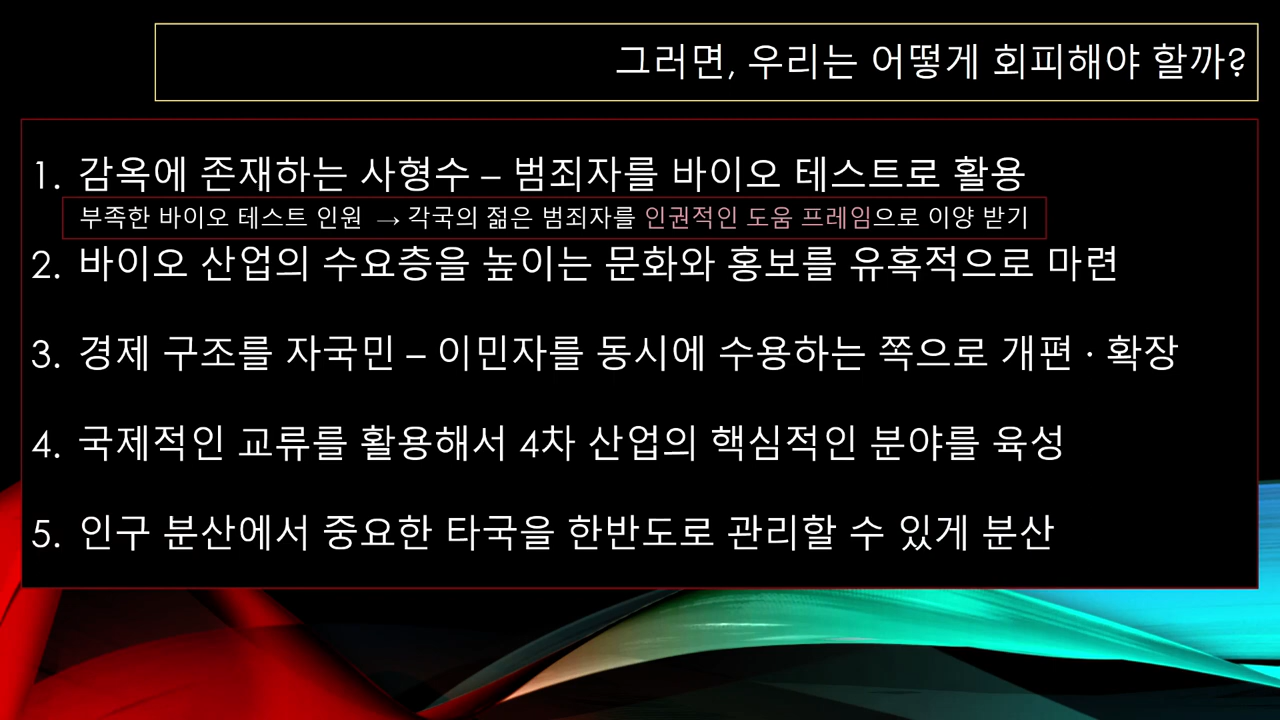 그러면, 우리는 어떻게 회피해야 할까?
1. 감옥에 존재하는 사형수 – 범죄자를 바이오 테스트로 활용
부족한 바이오 테스트 인원 → 각국의 젊은 범죄자를 인권적인 도움 프레임으로 이양 받기
2. 바이오 산업의 수요층을 높이는 문화와 홍보를 유혹적으로 마련
3. 경제 구조를 자국민 – 이민자를 동시에 수용하는 쪽으로 개편 · 확장
4. 국제적인 교류를 활용해서 4차 산업의 핵심적인 분야를 육성
5. 인구 분산에서 중요한 타국을 한반도로 관리할 수 있게 분산